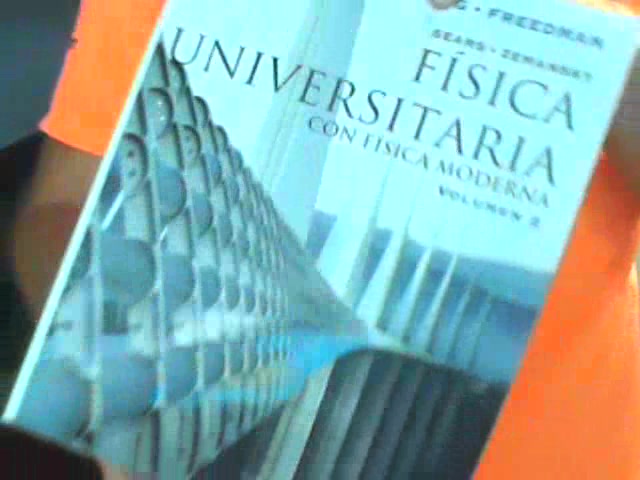 G · FREEDMAN
SEARS · ZEMANSKY
FÍSICA
UNIVERSITARIA
CON FÍSICA MODERNA
VOLUMEN 2